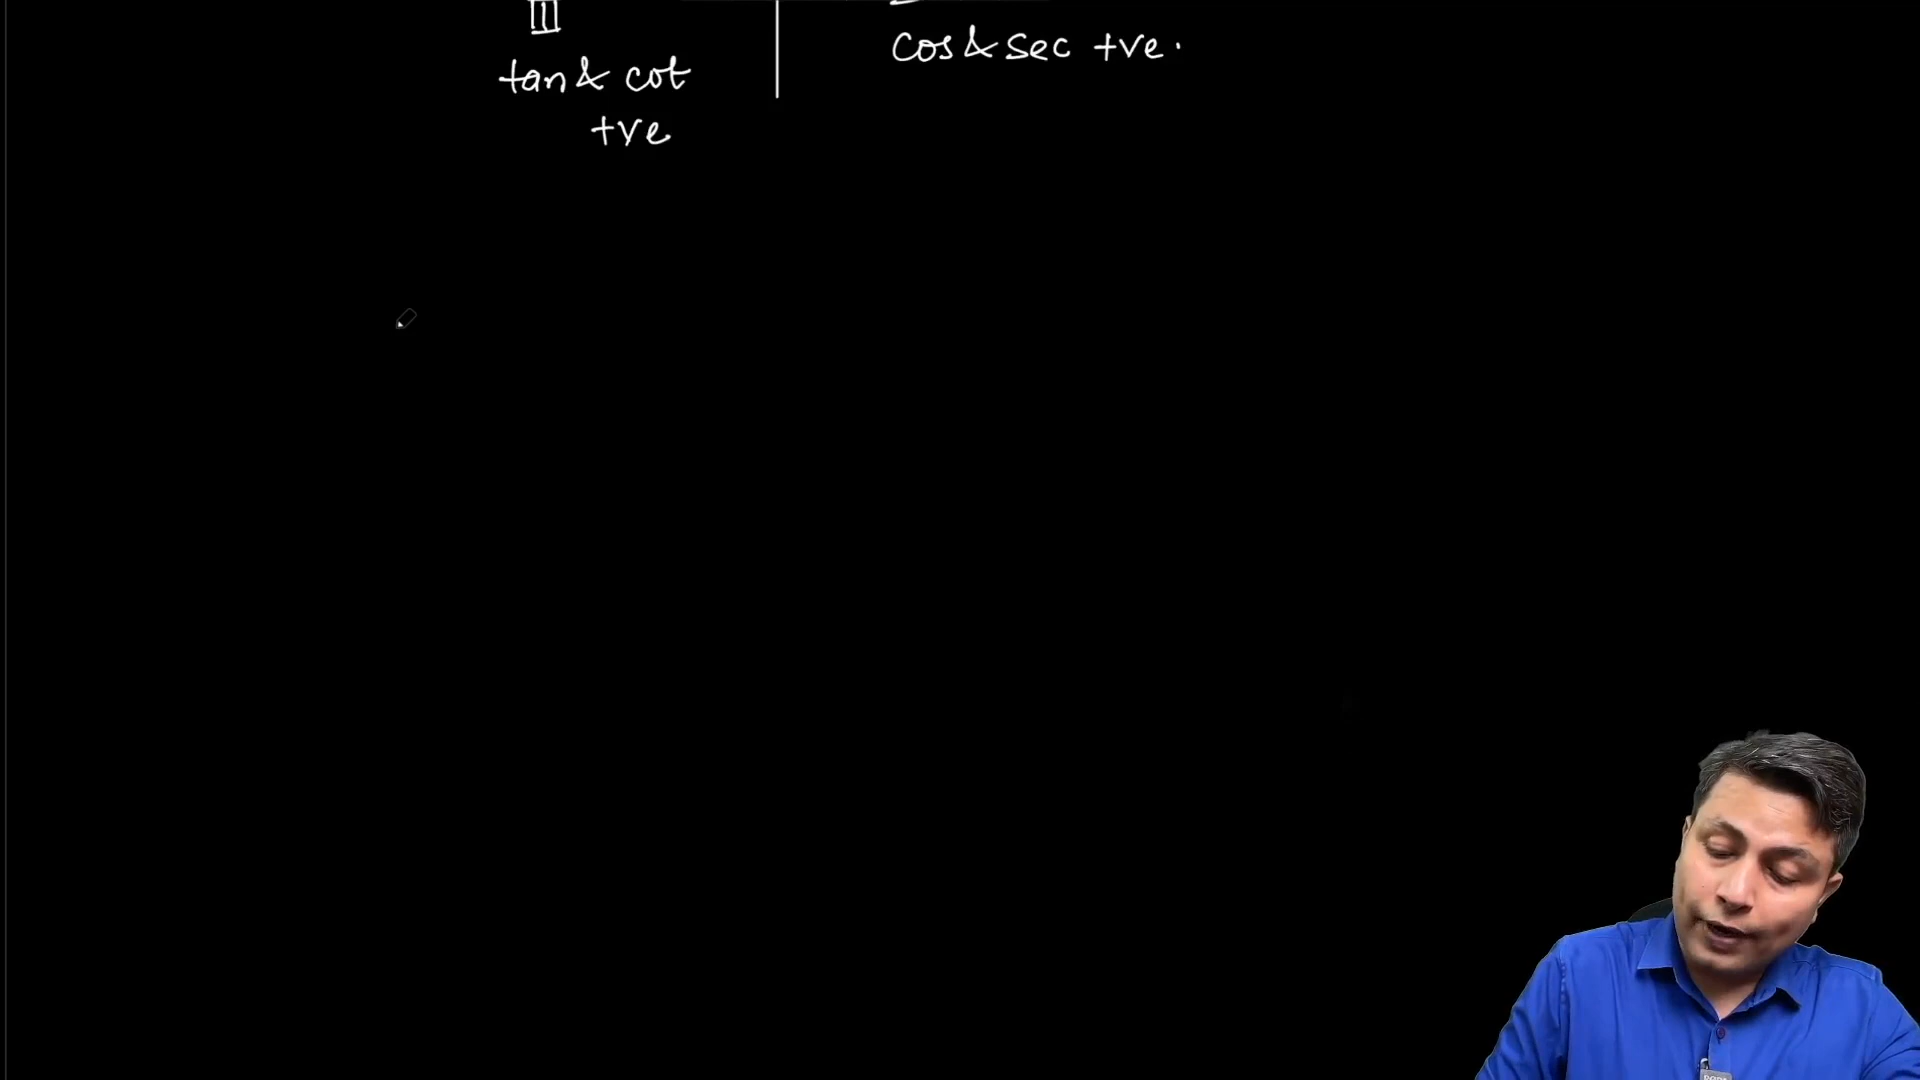 III
tan & cot
+ve
cos & sec +ve.